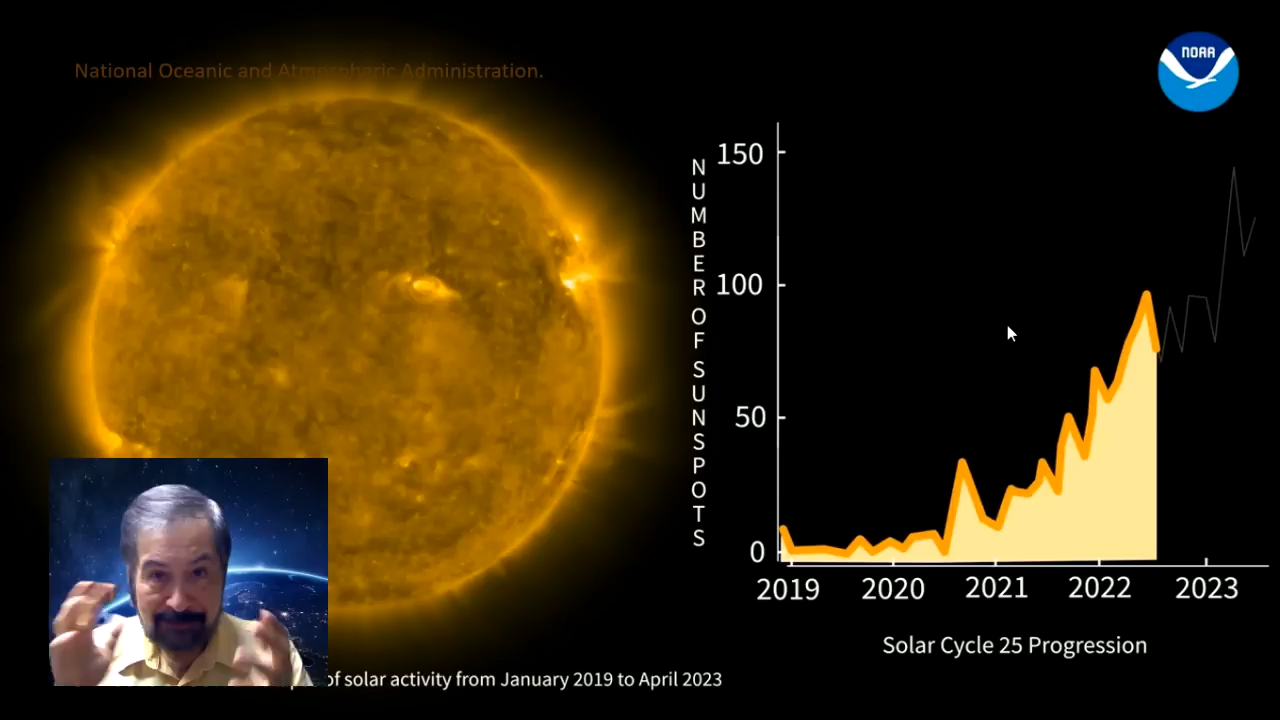 National Oceanic and Atmospheric Administration.
NOAA
NUMBER OF SUNSPOTS
150
100
50
0
2019 2020 2021 2022 2023
Solar Cycle 25 Progression
of solar activity from January 2019 to April 2023